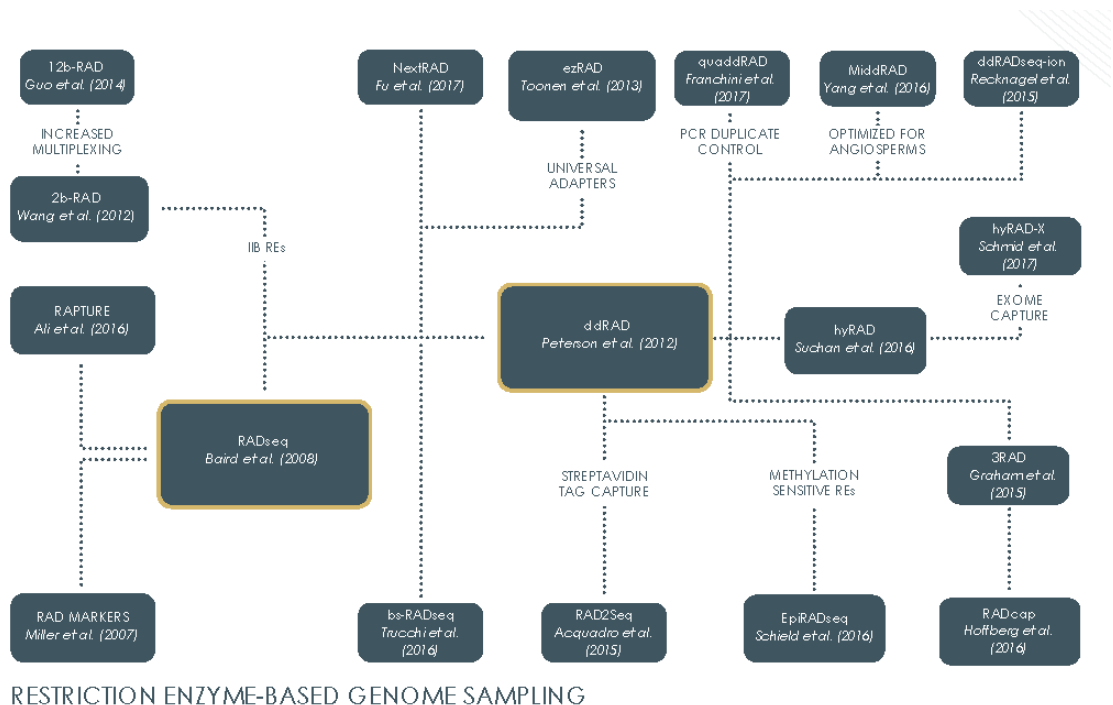 12b-RAD
Guo et al. (2014)
NextRAD
Fu et al. (2017)
ezRAD
Toonen et al. (2013)
quaddRAD
Franchini et al.
(2017)
MiddRAD
Yang et al. (2016)
ddRADseq-ion
Recknagel et al.
(2015)
INCREASED
MULTIPLEXING
PCR DUPLICATE
CONTROL
OPTIMIZED FOR
ANGIOSPERMS
UNIVERSAL
ADAPTERS
2b-RAD
Wang et al. (2012)
IIB REs
hyRAD-X
Schmid et al.
(2017)
EXOME
CAPTURE
RAPTURE
Ali et al. (2016)
ddRAD
Peterson et al. (2012)
hyRAD
Suchan et al. (2016)
RADseq
Baird et al. (2008)
STREPTAVIDIN
TAG CAPTURE
METHYLATION
SENSITIVE REs
3RAD
Graham et al.
(2015)
RAD MARKERS
Miller et al. (2007)
bs-RADseq
Trucchi et al.
(2016)
RAD2Seq
Acquadro et al.
(2015)
EpiRADseq
Schield et al. (2016)
RADcap
Hoffberg et al.
(2016)
RESTRICTION ENZYME-BASED GENOME SAMPLING